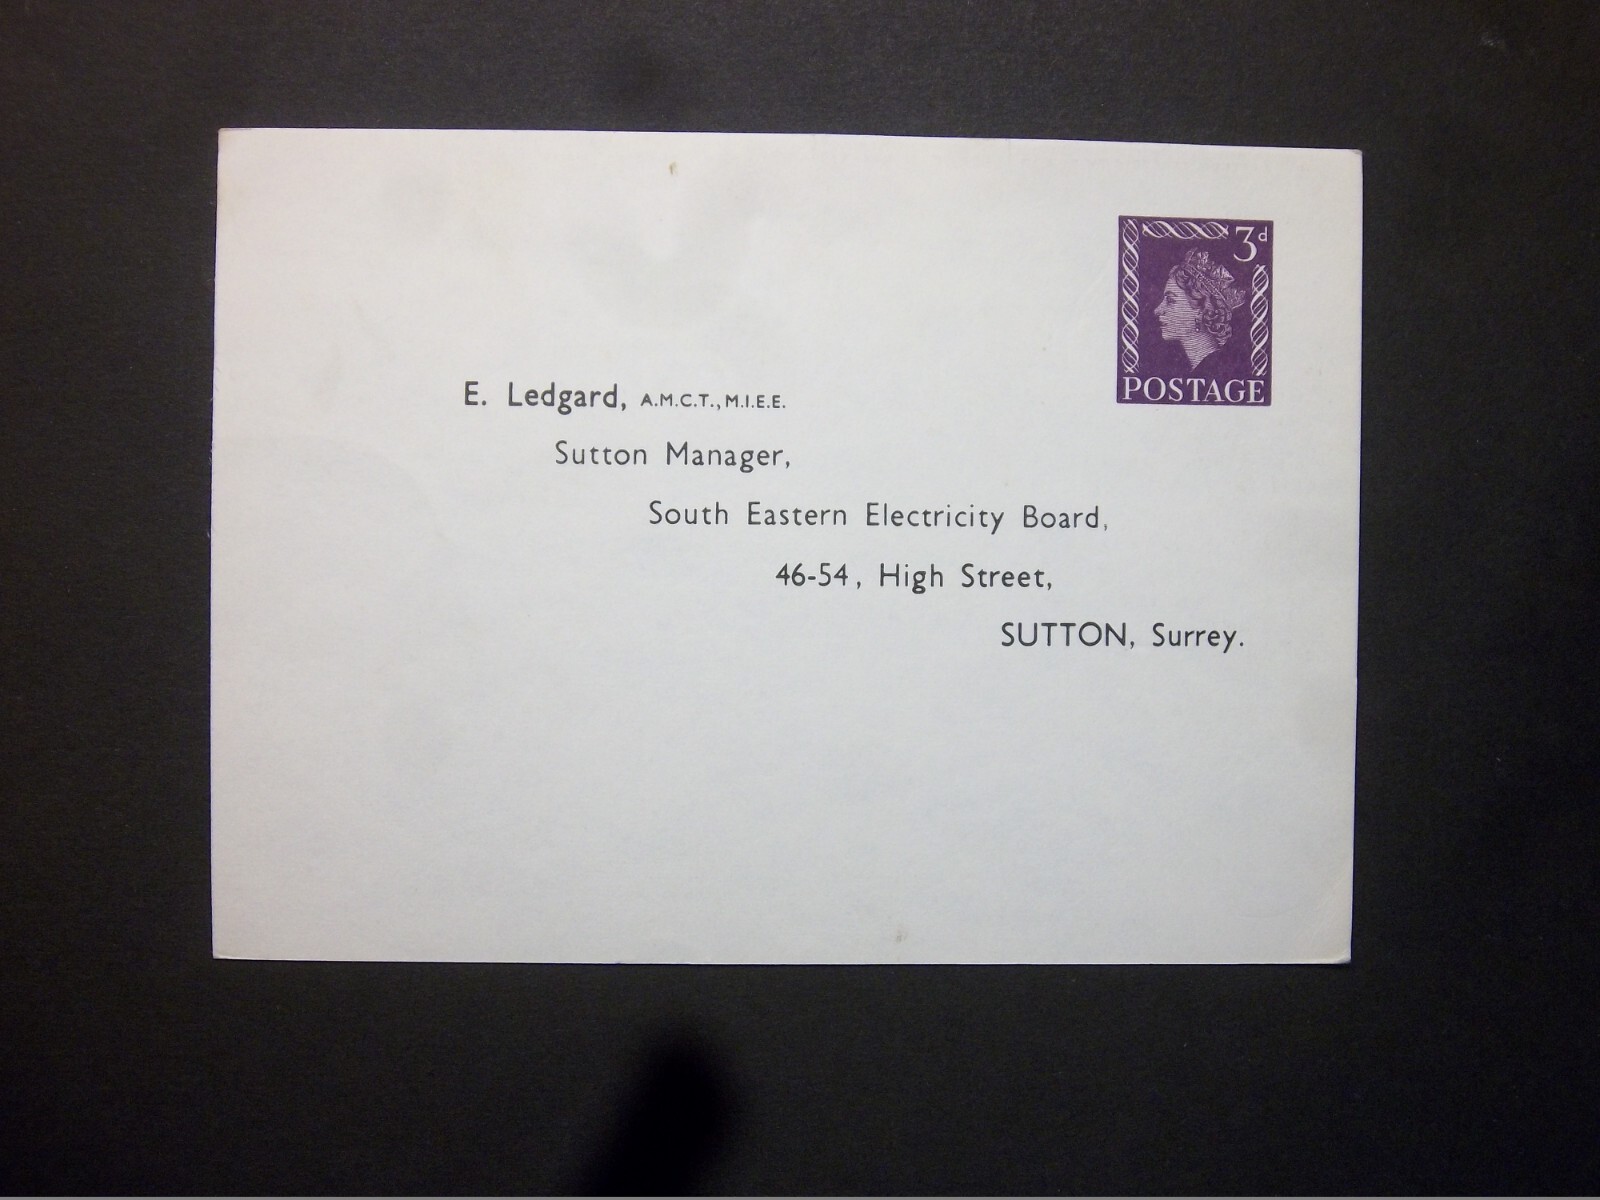 3d
POSTAGE
E. Ledgard, A.M.C.T., M.I.E.E.
Sutton Manager,
South Eastern Electricity Board,
46-54, High Street,
SUTTON, Surrey.